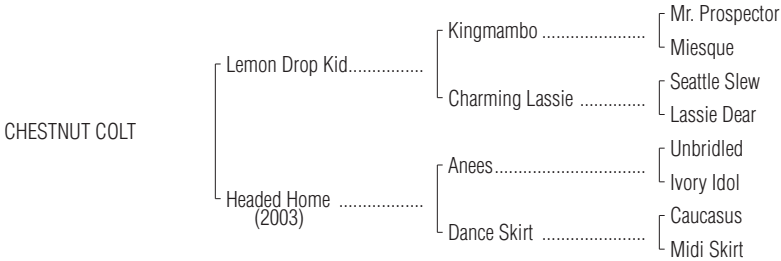 Mr. Prospector
Kingmambo ......................
Miesque
Lemon Drop Kid................
Seattle Slew
Charming Lassie ..............
Lassie Dear
CHESTNUT COLT
Unbridled
Anees................................
Ivory Idol
Headed Home ..................
(2003)
Caucasus
Dance Skirt ......................
Midi Skirt